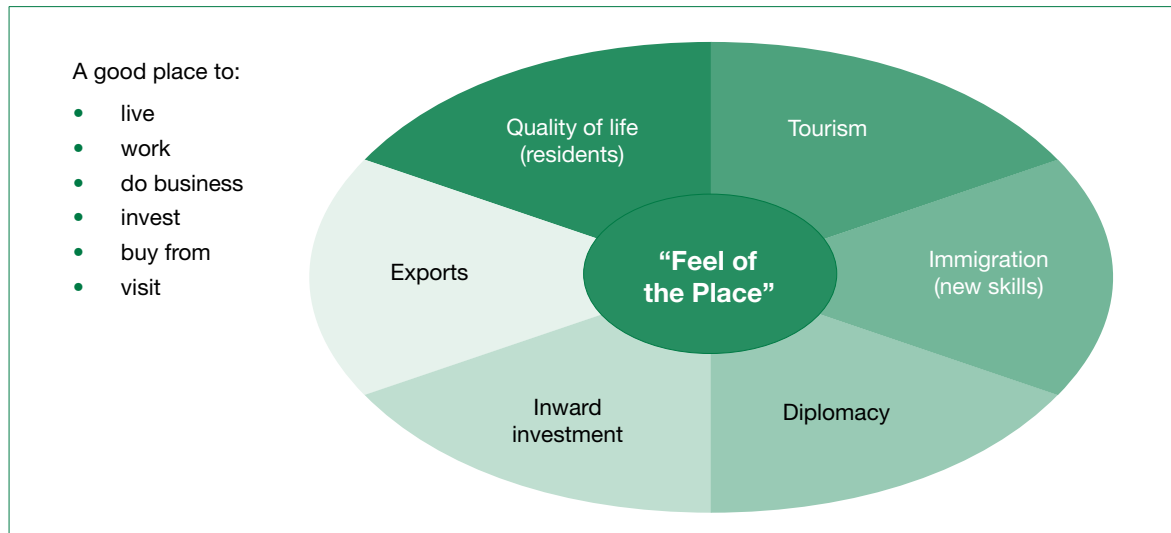 A good place to:
• live
• work
• do business
• invest
• buy from
• visit
Quality of life
(residents)
Tourism
Immigration
(new skills)
Diplomacy
Inward
investment
Exports
“Feel of
the Place”